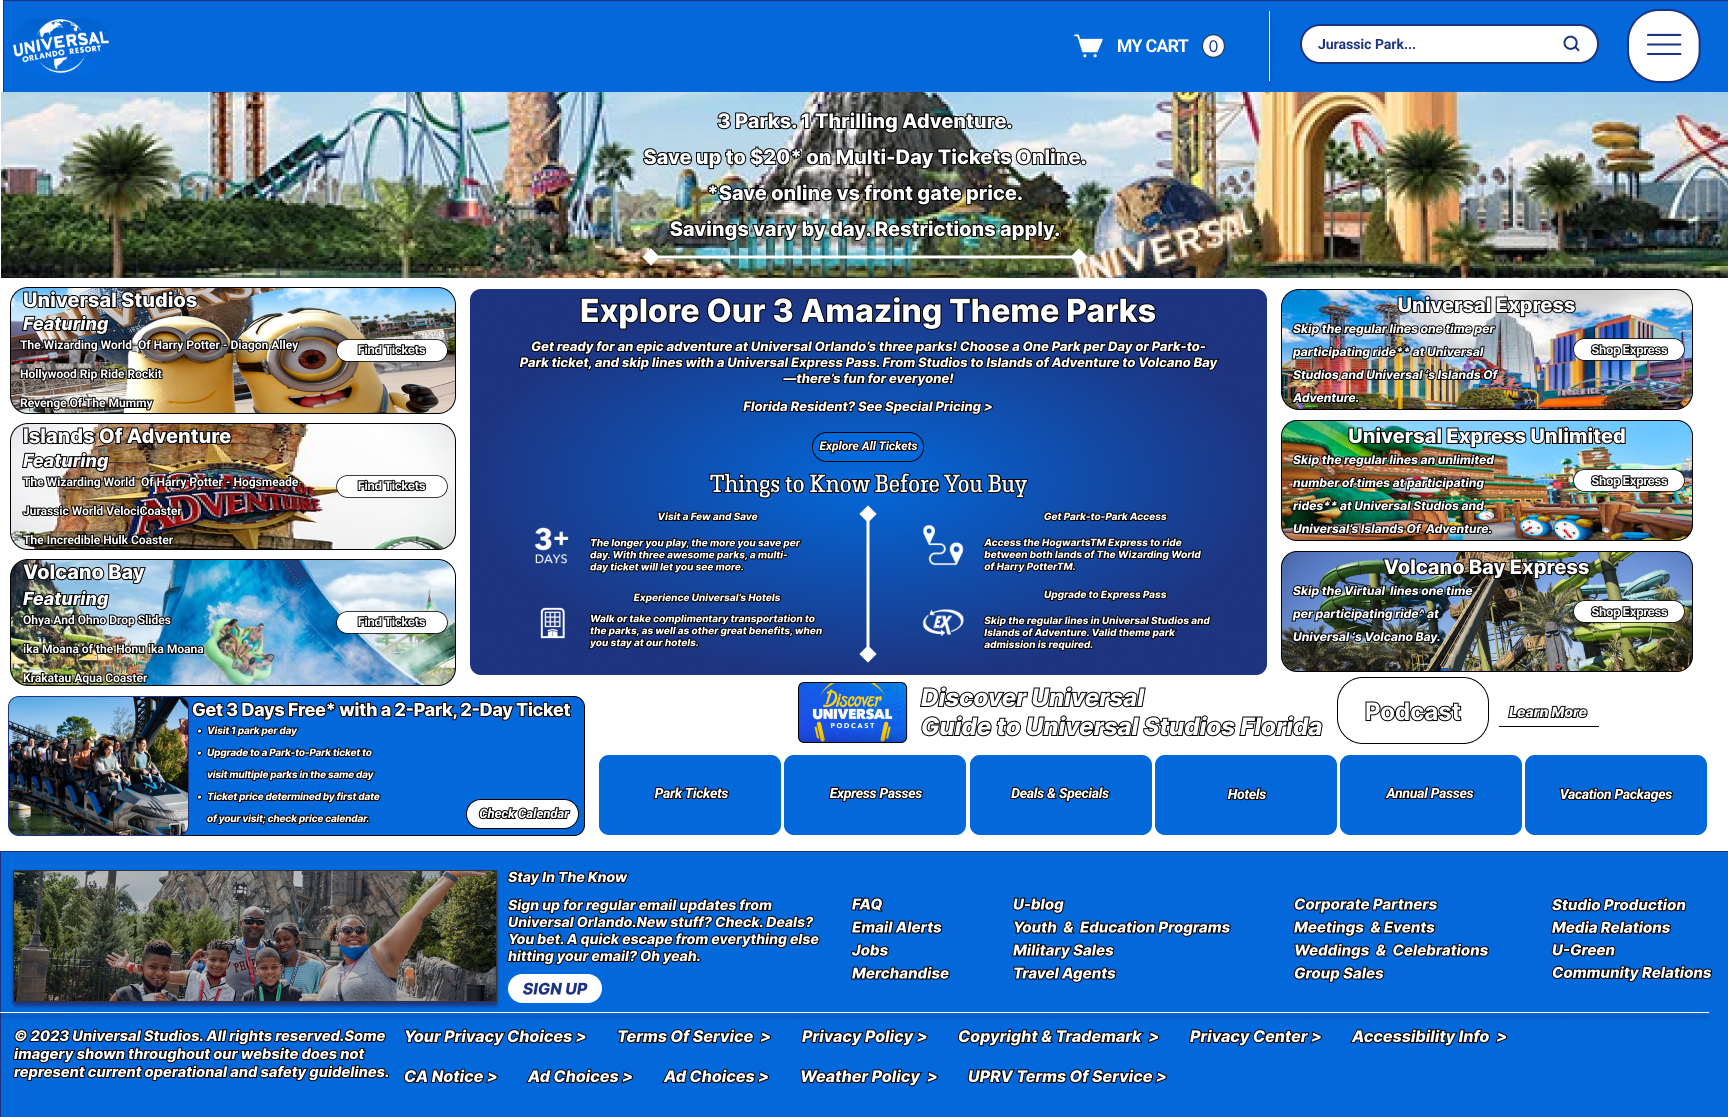 UNIVERSAL
ORLANDO RESORT
MY CART 0
Jurassic Park...
3 Parks. 1 Thrilling Adventure.
Save up to $20* on Multi-Day Tickets Online.
*Save online vs front gate price.
Savings vary by day. Restrictions apply.
UNIVERSAL
Universal Studios
Featuring
The Wizarding World Of Harry Potter - Diagon Alley
Hollywood Rip Ride Rockit
Revenge Of The Mummy
Find Tickets
Islands Of Adventure
Featuring
The Wizarding World Of Harry Potter - Hogsmeade
Jurassic World VelociCoaster
The Incredible Hulk Coaster
Find Tickets
ADVENTURE
Volcano Bay
Featuring
Ohya And Ohno Drop Slides
ika Moana of the Honu ika Moana
Krakatau Aqua Coaster
Find Tickets
Explore Our 3 Amazing Theme Parks
Get ready for an epic adventure at Universal Orlando's three parks! Choose a One Park per Day or Park-to-
Park ticket, and skip lines with a Universal Express Pass. From Studios to Islands of Adventure to Volcano Bay
—there's fun for everyone!
Florida Resident? See Special Pricing >
Explore All Tickets
Things to Know Before You Buy
3+
DAYS
Visit a Few and Save
The longer you play, the more you save per
day. With three awesome parks, a multi-
day ticket will let you see more.
Experience Universal's Hotels
Walk or take complimentary transportation to
the parks, as well as other great benefits, when
you stay at our hotels.
Get Park-to-Park Access
Access the HogwartsTM Express to ride
between both lands of The Wizarding World
of Harry PotterTM.
Upgrade to Express Pass
EX
Skip the regular lines in Universal Studios and
Islands of Adventure. Valid theme park
admission is required.
Universal Express
Skip the regular lines one time per
participating ride** at Universal
Studios and Universal 's Islands Of
Adventure.
Shop Express
Universal Express Unlimited
Skip the regular lines an unlimited
number of times at participating
rides** at Universal Studios and
Universal's Islands Of Adventure.
Shop Express
Volcano Bay Express
Skip the Virtual lines one time
per participating ride^ at
Universal 's Volcano Bay.
Shop Express
Get 3 Days Free* with a 2-Park, 2-Day Ticket
• Visit 1 park per day
• Upgrade to a Park-to-Park ticket to
visit multiple parks in the same day
• Ticket price determined by first date
of your visit; check price calendar.
Check Calendar
Discover
UNIVERSAL
PODCAST
Discover Universal
Guide to Universal Studios Florida
Podcast
Learn More
Park Tickets
Express Passes
Deals & Specials
Hotels
Annual Passes
Vacation Packages
Stay In The Know
Sign up for regular email updates from
Universal Orlando.New stuff? Check. Deals?
You bet. A quick escape from everything else
hitting your email? Oh yeah.
SIGN UP
FAQ
Email Alerts
Jobs
Merchandise
U-blog
Youth & Education Programs
Military Sales
Travel Agents
Corporate Partners
Meetings & Events
Weddings & Celebrations
Group Sales
Studio Production
Media Relations
U-Green
Community Relations
© 2023 Universal Studios. All rights reserved.Some
imagery shown throughout our website does not
represent current operational and safety guidelines.
Your Privacy Choices > Terms Of Service > Privacy Policy > Copyright & Trademark > Privacy Center > Accessibility Info >
CA Notice > Ad Choices > Ad Choices > Weather Policy > UPRV Terms Of Service >